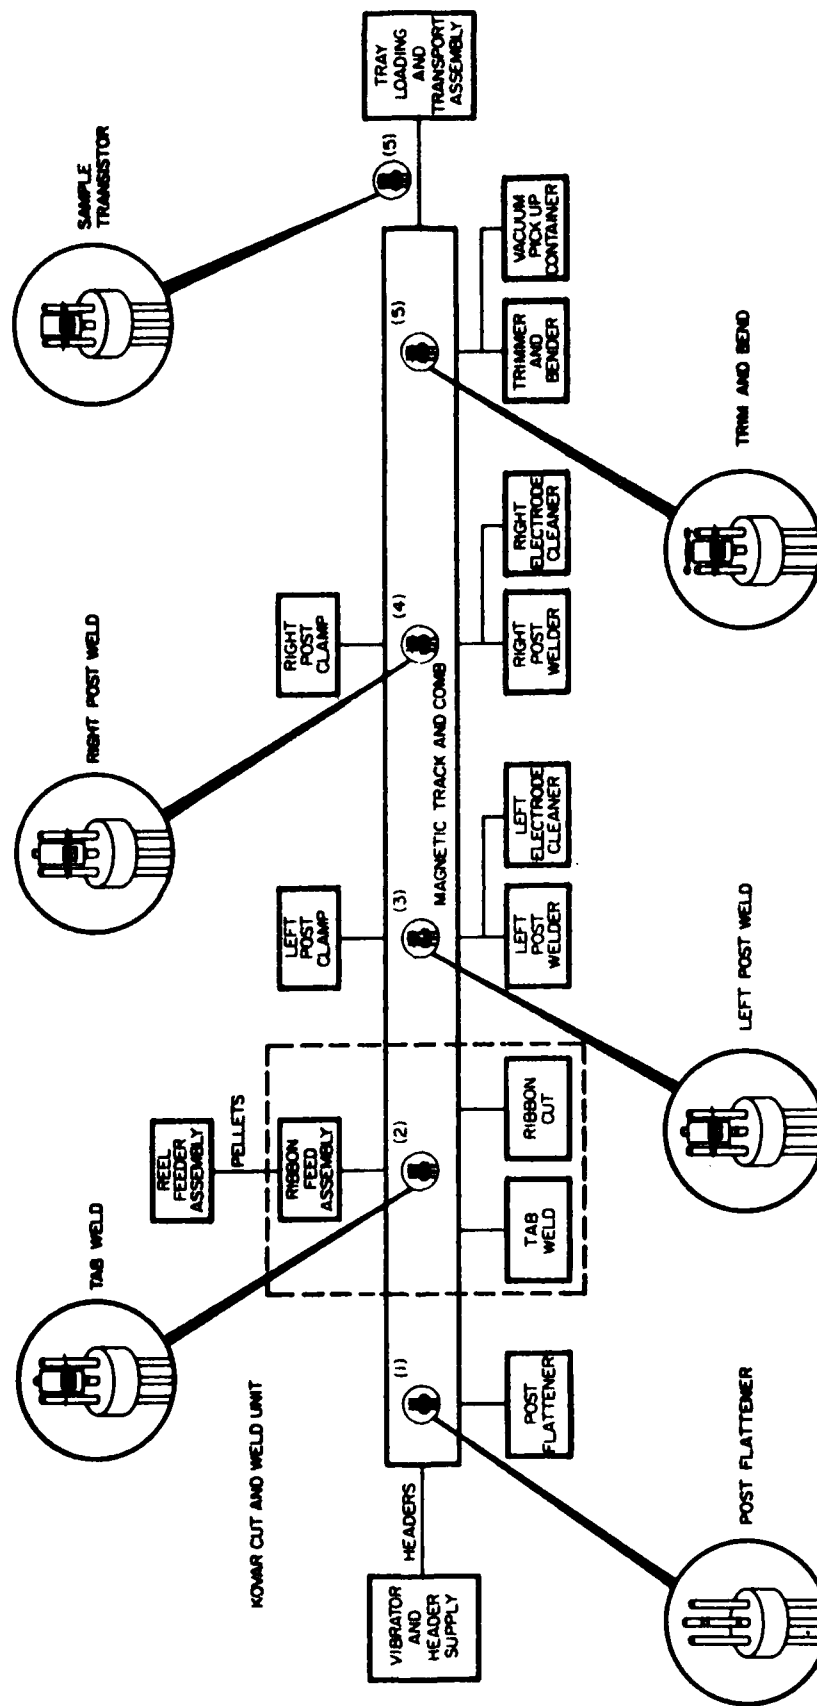 SAMPLE
TRANSISTOR
RIGHT POST WELD
TAB WELD
KOVAR CUT AND WELD UNIT
REEL
FEEDER
ASSEMBLY
PELLETS
RIBBON
FEED
ASSEMBLY
LEFT
POST
CLAMP
RIGHT
POST
CLAMP
VIBRATOR
AND
HEADER
SUPPLY
HEADERS
(1)
(2)
(3)
(4)
(5)
(5)
TRAY
LOADING
AND
TRANSPORT
ASSEMBLY
MAGNETIC TRACK AND COMB
POST
FLATTENER
TAB
WELD
RIBBON
CUT
LEFT
POST
WELDER
LEFT
ELECTRODE
CLEANER
RIGHT
POST
WELDER
RIGHT
ELECTRODE
CLEANER
TRIMMER
AND
BENDER
VACUUM
PICK UP
CONTAINER
POST FLATTENER
LEFT POST WELD
TRIM AND BEND